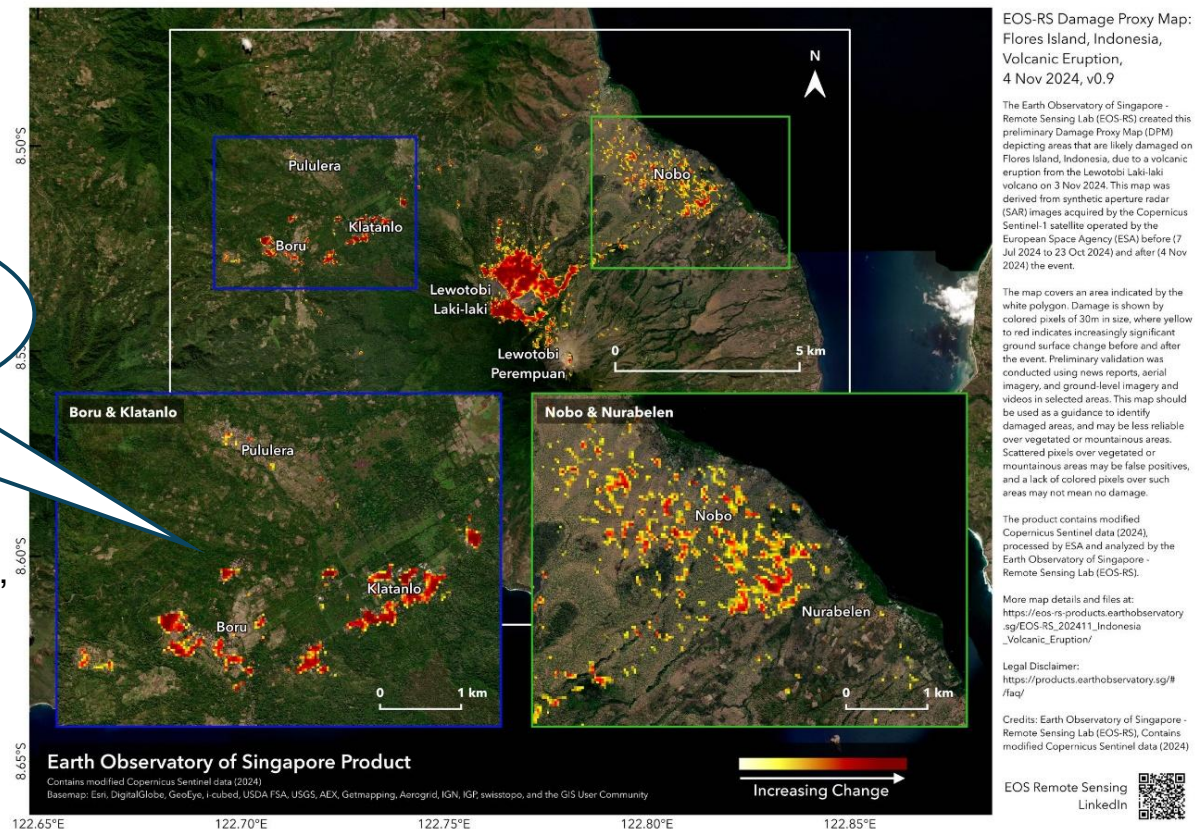 EOS-RS Damage Proxy Map:
Flores Island, Indonesia,
Volcanic Eruption,
4 Nov 2024, v0.9
The Earth Observatory of Singapore -
Remote Sensing Lab (EOS-RS) created this
preliminary Damage Proxy Map (DPM)
depicting areas that are likely damaged on
Flores Island, Indonesia, due to a volcanic
eruption from the Lewotobi Laki-laki
volcano on 3 Nov 2024. This map was
derived from synthetic aperture radar
(SAR) images acquired by the Copernicus
Sentinel-1 satellite operated by the
European Space Agency (ESA) before (7
Jul 2024 to 23 Oct 2024) and after (4 Nov
2024) the event.
The map covers an area indicated by the
white polygon. Damage is shown by
colored pixels of 30m in size, where yellow
to red indicates increasingly significant
ground surface change before and after
the event. Preliminary validation was
conducted using news reports, aerial
imagery, and ground-level imagery and
videos in selected areas. This map should
be used as a guidance to identify
damaged areas, and may be less reliable
over vegetated or mountainous areas.
Scattered pixels over vegetated or
mountainous areas may be false positives,
and a lack of colored pixels over such
areas may not mean no damage.
The product contains modified
Copernicus Sentinel data (2024),
processed by ESA and analyzed by the
Earth Observatory of Singapore -
Remote Sensing Lab (EOS-RS).
More map details and files at:
https://eos-rs-products.earthobservatory
.sg/EOS-RS_202411_Indonesia
_Volcanic_Eruption/
Legal Disclaimer:
https://products.earthobservatory.sg/#
/faq/
Credits: Earth Observatory of Singapore -
Remote Sensing Lab (EOS-RS), Contains
modified Copernicus Sentinel data (2024)
EOS Remote Sensing
LinkedIn
N
8.50°S
Pululera
Nobo
Klatanlo
Boru
Lewotobi
Laki-laki
Lewotobi
Perempuan
0 5 km
Boru & Klatanlo
Pululera
Klatanlo
Boru
0 1 km
Nobo & Nurabelen
Nobo
Nurabelen
0 1 km
8.60°S
,
8.65°S
Earth Observatory of Singapore Product
Contains modified Copernicus Sentinel data (2024)
Basemap: Esri, DigitalGlobe, GeoEye, i-cubed, USDA FSA, USGS, AEX, Getmapping, Aerogrid, IGN, IGP, swisstopo, and the GIS User Community
Increasing Change
122.65°E 122.70°E 122.75°E 122.80°E 122.85°E